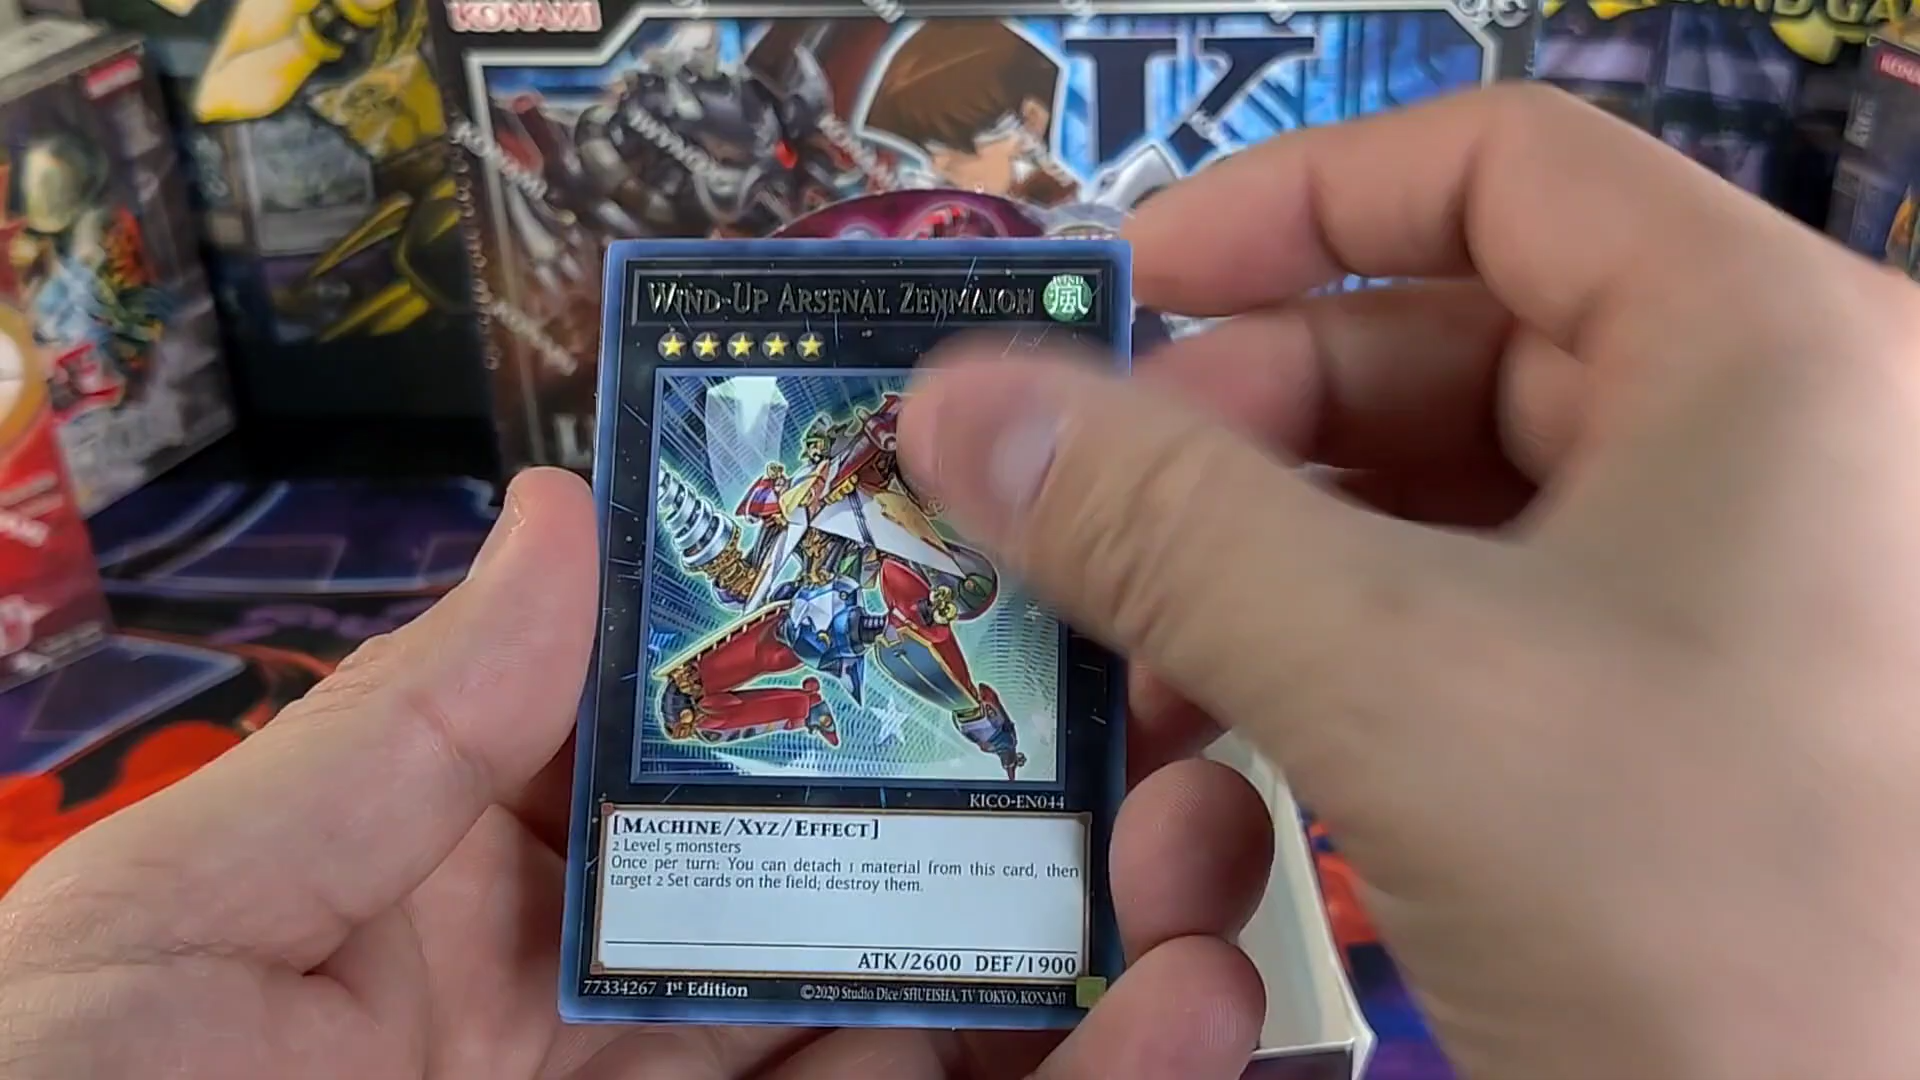 KONAMI
K
WIND-UP ARSENAL ZENMAIOH
WIND
風
KICO-EN044
[MACHINE/XYZ/EFFECT]
2 Level 5 monsters
Once per turn: You can detach 1 material from this card, then
target 2 Set cards on the field; destroy them.
ATK/2600 DEF/1900
77334267 1st Edition
©2020 Studio Dice/SHUEISHA, TV TOKYO, KONAMI